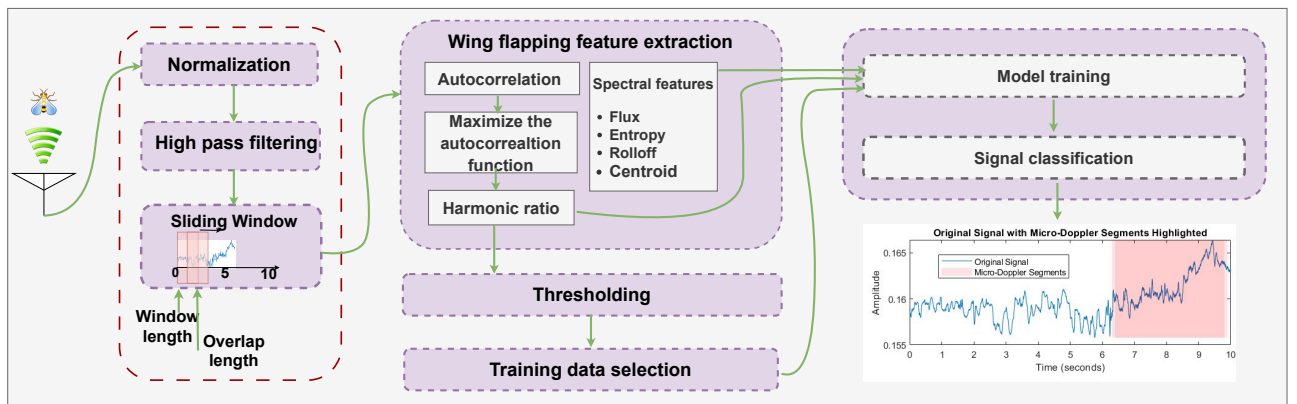 Normalization
High pass filtering
Sliding Window
0 5 10
Window
length
Overlap
length
Wing flapping feature extraction
Autocorrelation
Maximize the
autocorrealtion
function
Harmonic ratio
Spectral features
• Flux
• Entropy
• Rolloff
• Centroid
Thresholding
Training data selection
Model training
Signal classification
Original Signal with Micro-Doppler Segments Highlighted
Original Signal
Micro-Doppler Segments
Amplitude
0.165
0.16
0.155
0 1 2 3 4 5 6 7 8 9 10
Time (seconds)